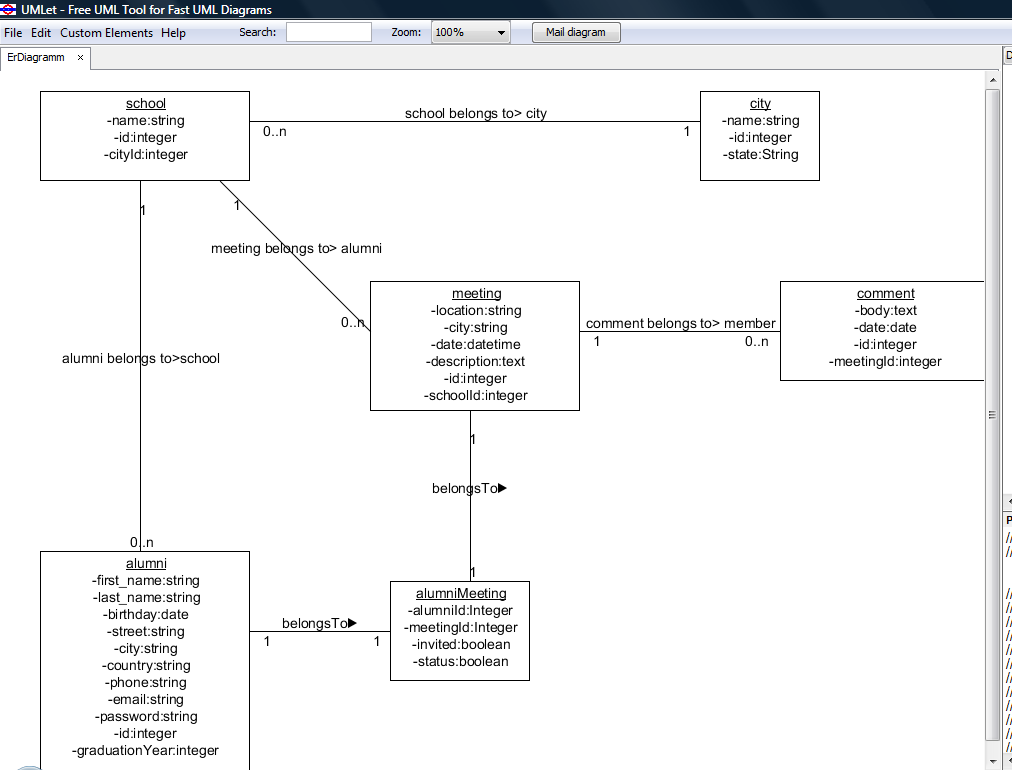 UMLet - Free UML Tool for Fast UML Diagrams
File Edit Custom Elements Help Search: Zoom: 100% Mail diagram
ErDiagramm ×
D
school
-name:string
-id:integer
-cityId:integer
school belongs to> city
0..n
1
city
-name:string
-id:integer
-state:String
1
1
meeting belongs to> alumni
0..n
meeting
-location:string
-city:string
-date:datetime
-description:text
-id:integer
-schoolId:integer
comment belongs to> member
1
0..n
comment
-body:text
-date:date
-id:integer
-meetingId:integer
alumni belongs to>school
1
belongsTo▶
1
0..n
alumni
-first_name:string
-last_name:string
-birthday:date
-street:string
-city:string
-country:string
-phone:string
-email:string
-password:string
-id:integer
-graduationYear:integer
belongsTo▶
1
1
alumniMeeting
-alumniId:Integer
-meetingId:Integer
-invited:boolean
-status:boolean
P
//
//
//
//
//
//
//
//
//
//
//
//
//
//